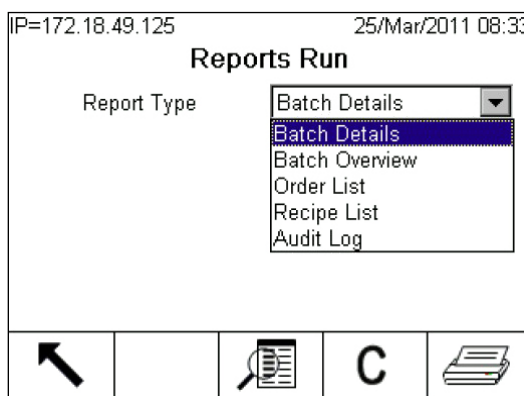 IP=172.18.49.125 25/Mar/2011 08:33
Reports Run
Report Type Batch Details
Batch Details
Batch Overview
Order List
Recipe List
Audit Log
C